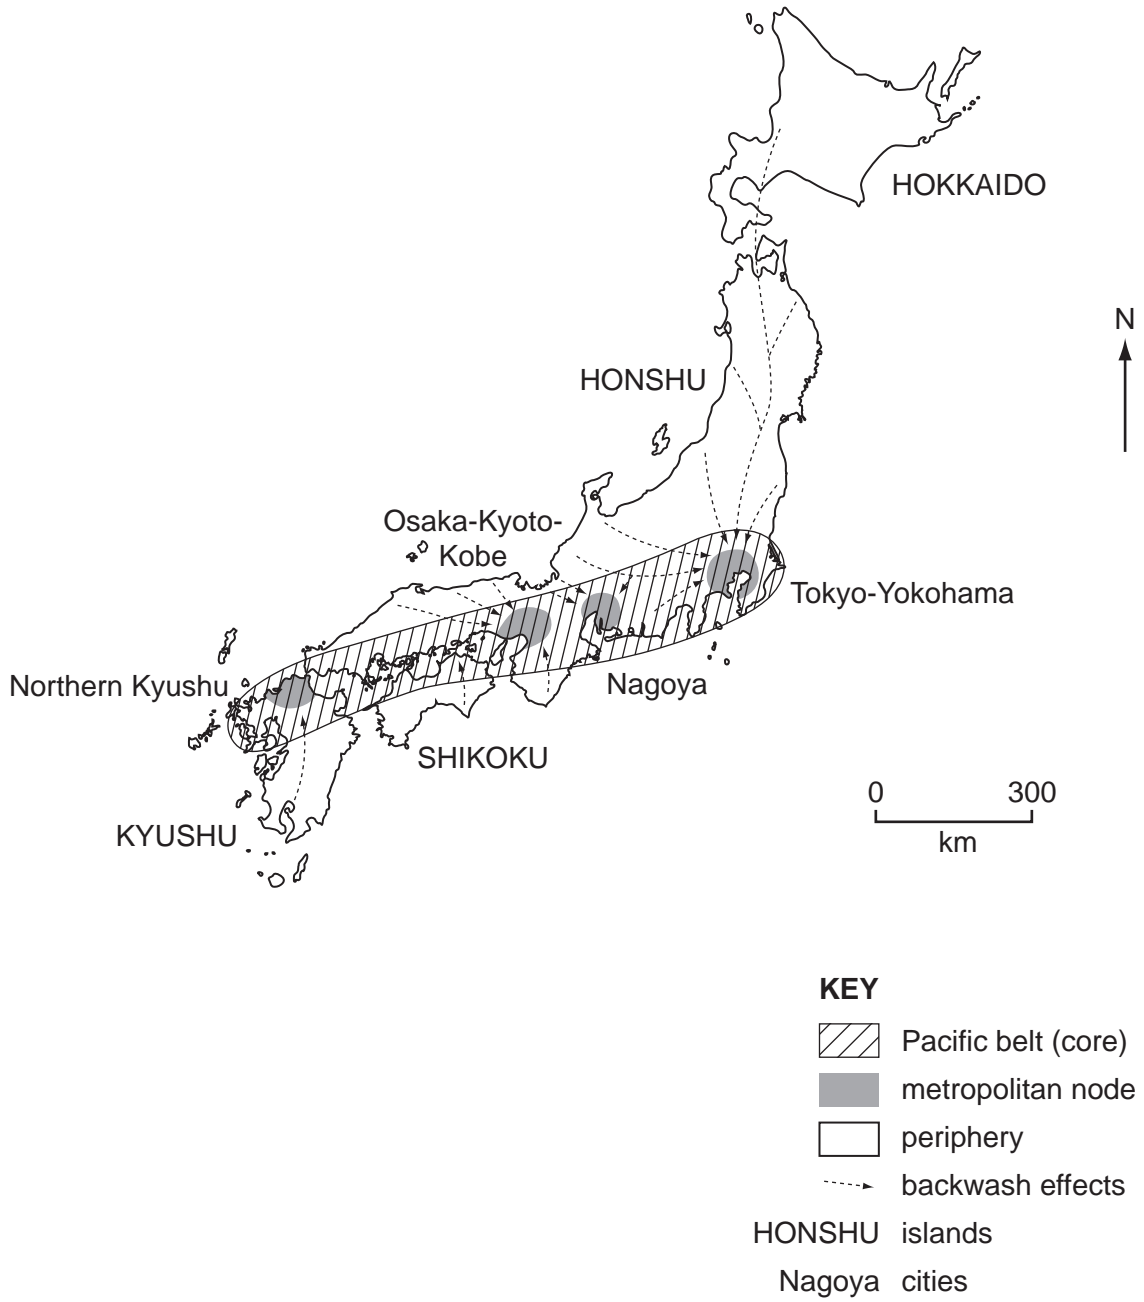 HOKKAIDO
N
HONSHU
Osaka-Kyoto-
Kobe
Tokyo-Yokohama
Northern Kyushu
Nagoya
SHIKOKU
0 300
km
KYUSHU
KEY
Pacific belt (core)
metropolitan node
periphery
backwash effects
HONSHU islands
Nagoya cities